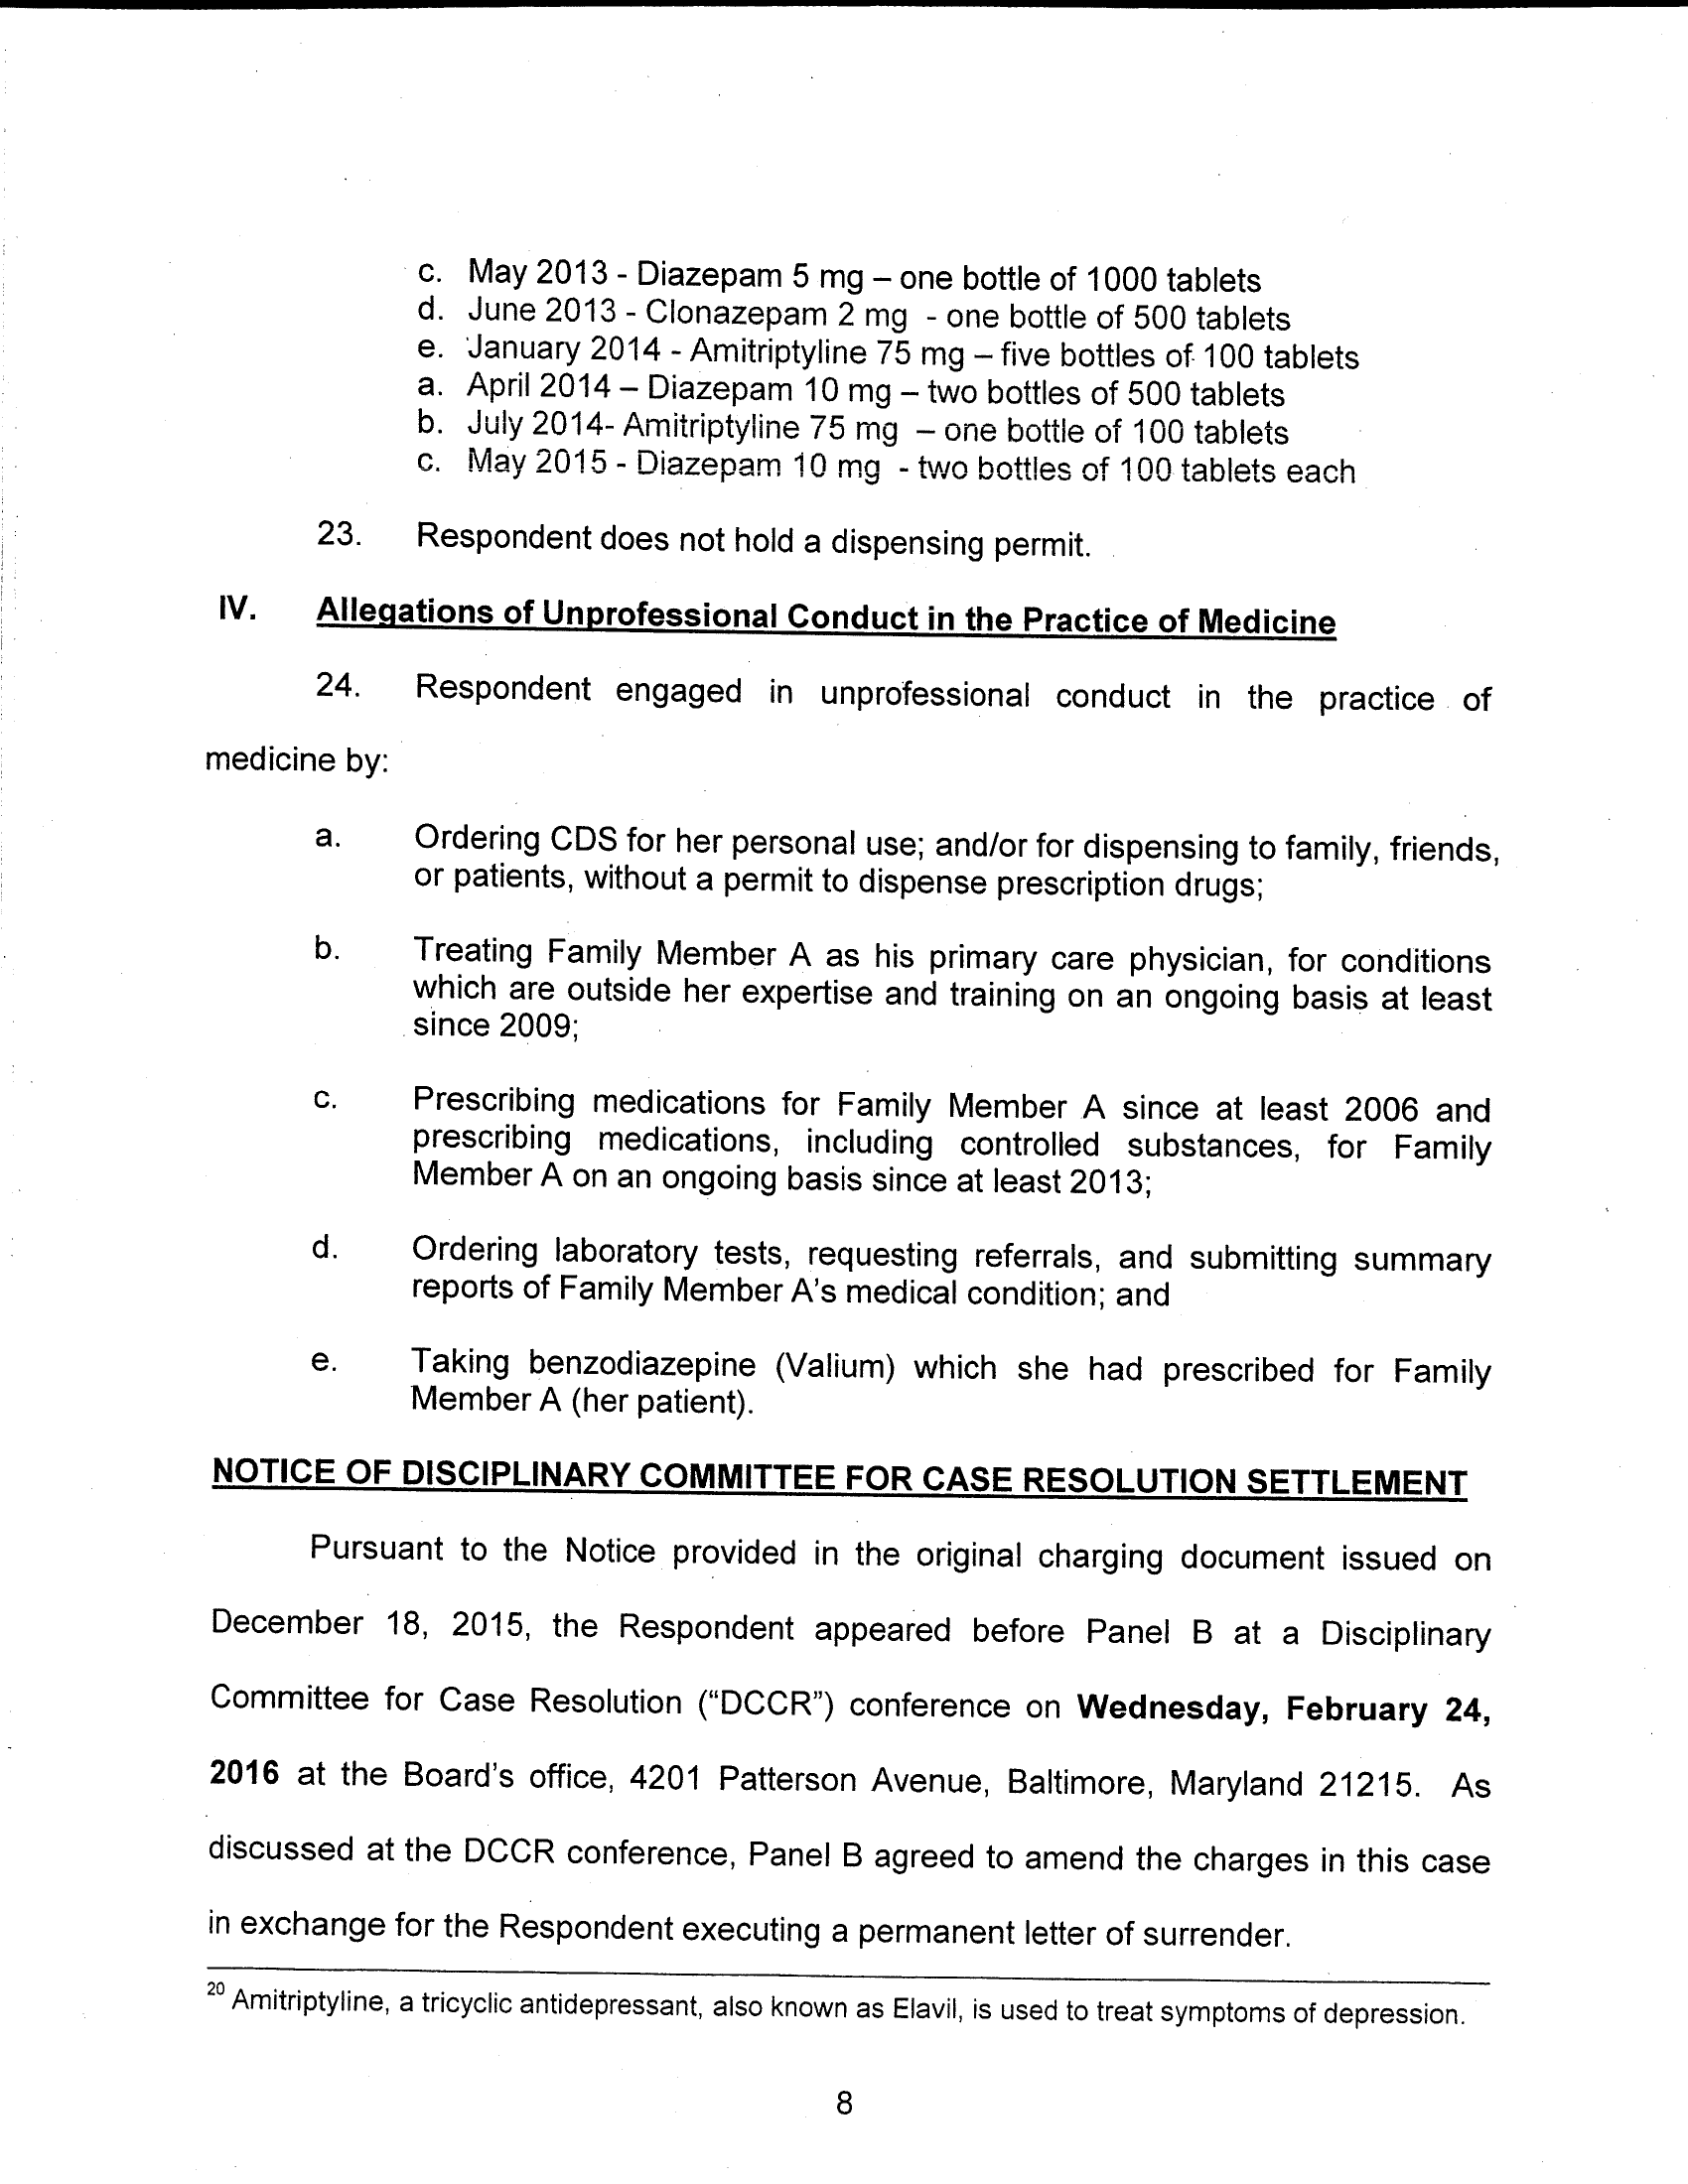 c. May 2013 - Diazepam 5 mg – one bottle of 1000 tablets
d. June 2013 - Clonazepam 2 mg - one bottle of 500 tablets
e. January 2014 - Amitriptyline 75 mg – five bottles of 100 tablets
a. April 2014 – Diazepam 10 mg – two bottles of 500 tablets
b. July 2014- Amitriptyline 75 mg – one bottle of 100 tablets
c. May 2015 - Diazepam 10 mg - two bottles of 100 tablets each
23. Respondent does not hold a dispensing permit.
IV. Allegations of Unprofessional Conduct in the Practice of Medicine
24. Respondent engaged in unprofessional conduct in the practice of
medicine by:
a. Ordering CDS for her personal use; and/or for dispensing to family, friends,
or patients, without a permit to dispense prescription drugs;
b. Treating Family Member A as his primary care physician, for conditions
which are outside her expertise and training on an ongoing basis at least
since 2009;
c. Prescribing medications for Family Member A since at least 2006 and
prescribing medications, including controlled substances, for Family
Member A on an ongoing basis since at least 2013;
d. Ordering laboratory tests, requesting referrals, and submitting summary
reports of Family Member A's medical condition; and
e. Taking benzodiazepine (Valium) which she had prescribed for Family
Member A (her patient).
NOTICE OF DISCIPLINARY COMMITTEE FOR CASE RESOLUTION SETTLEMENT
Pursuant to the Notice provided in the original charging document issued on
December 18, 2015, the Respondent appeared before Panel B at a Disciplinary
Committee for Case Resolution ("DCCR") conference on Wednesday, February 24,
2016 at the Board's office, 4201 Patterson Avenue, Baltimore, Maryland 21215. As
discussed at the DCCR conference, Panel B agreed to amend the charges in this case
in exchange for the Respondent executing a permanent letter of surrender.
20 Amitriptyline, a tricyclic antidepressant, also known as Elavil, is used to treat symptoms of depression.
8